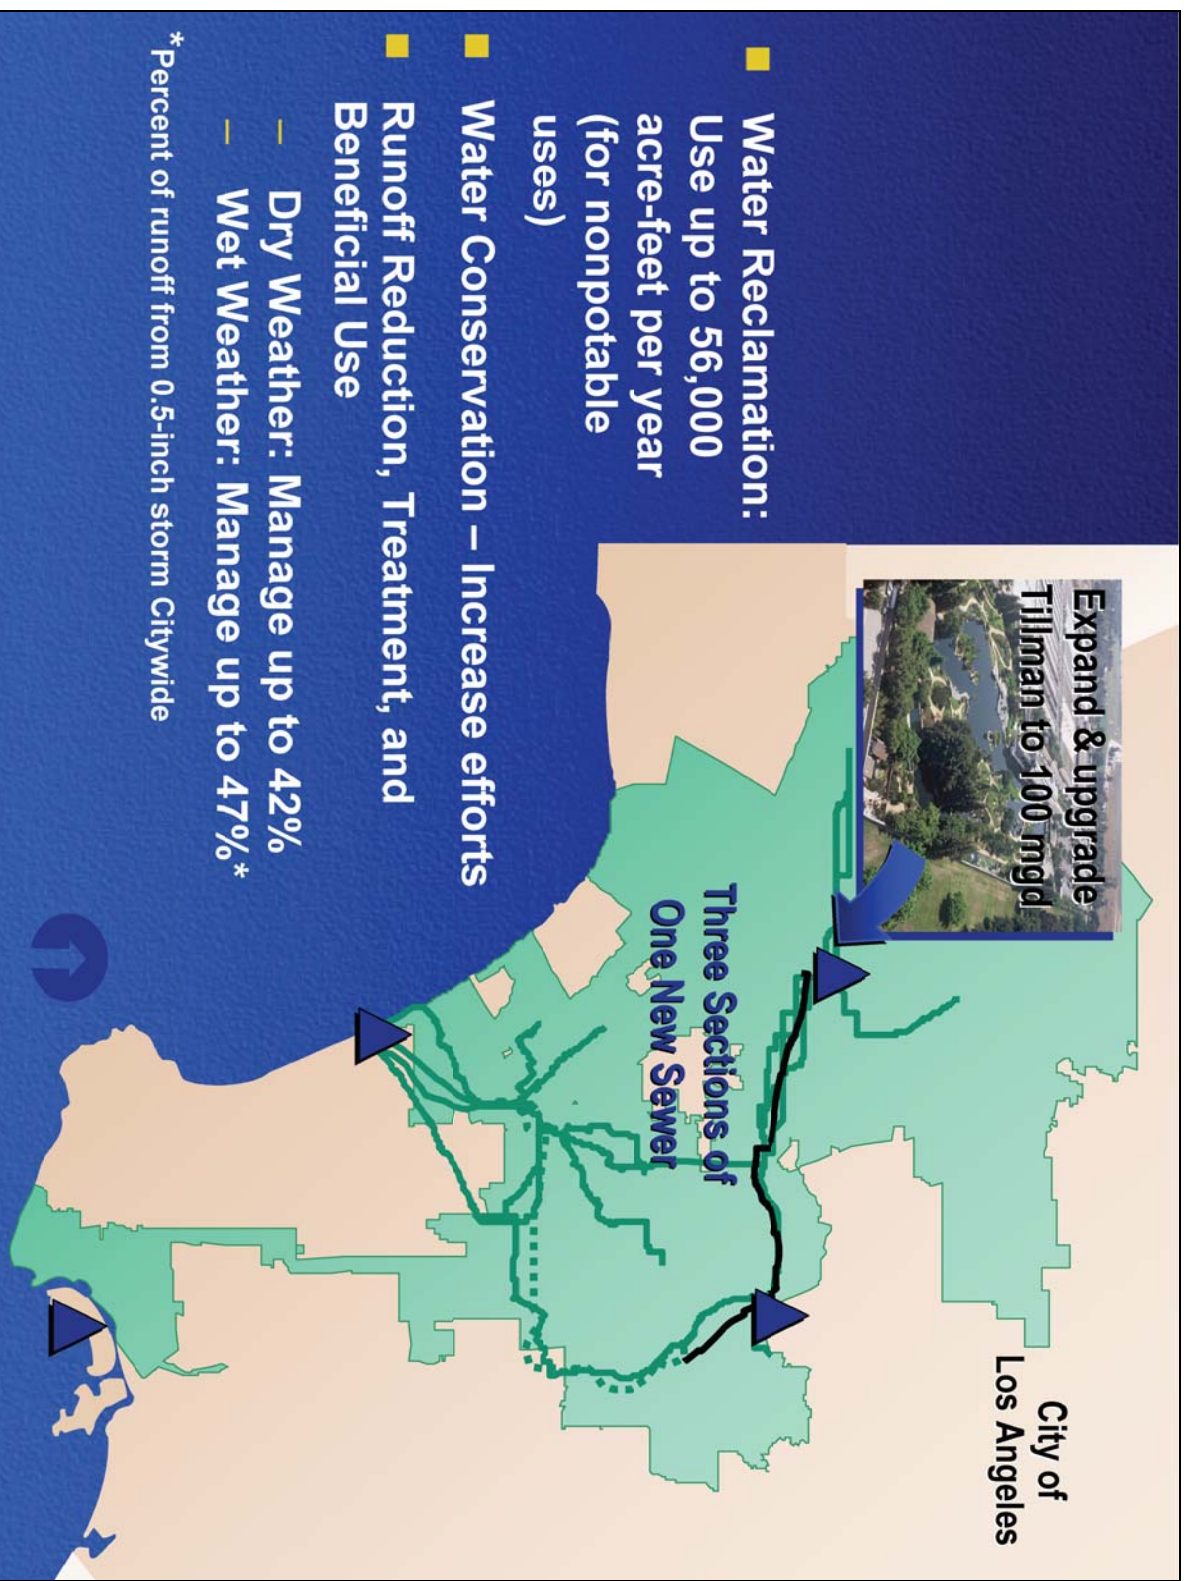 Expand & upgrade
Tillman to 100 mgd
City of
Los Angeles
Water Reclamation:
Use up to 56,000
acre-feet per year
(for nonpotable
uses)
Three Sections of
One New Sewer
Water Conservation – Increase efforts
Runoff Reduction, Treatment, and
Beneficial Use
– Dry Weather: Manage up to 42%
– Wet Weather: Manage up to 47%*
*Percent of runoff from 0.5-inch storm Citywide